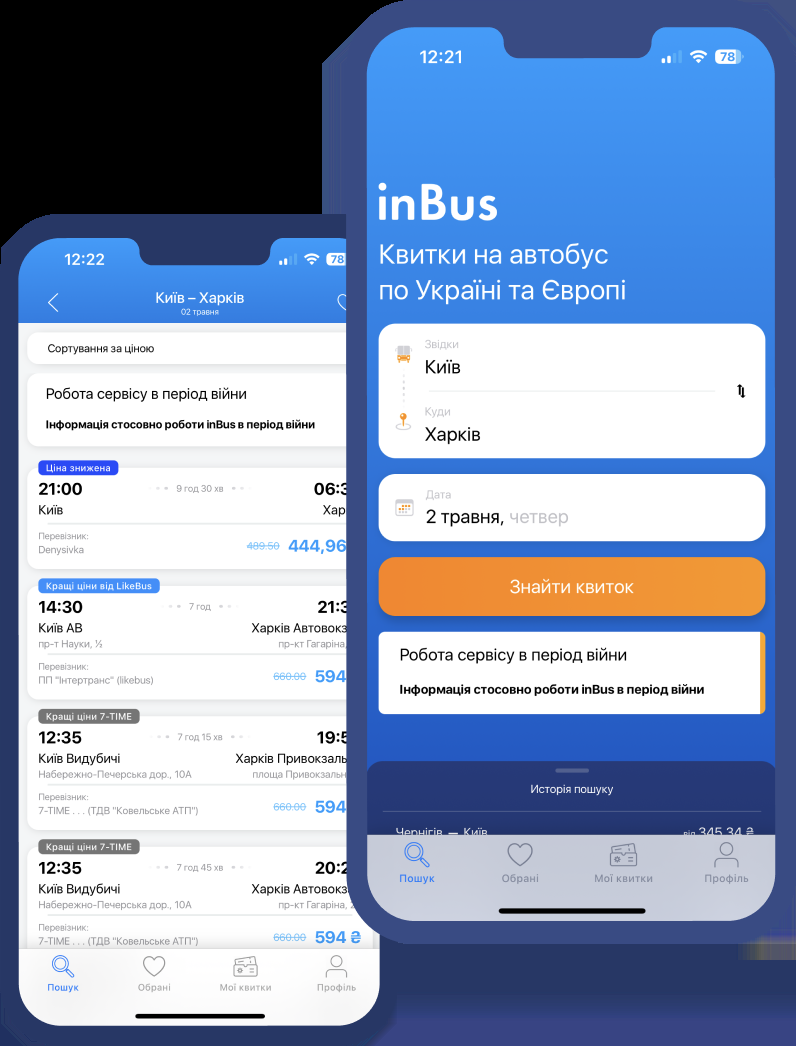 12:21
78
inBus
Квитки на автобус
по Україні та Європі
Звідки
Київ
Куди
Харків
Дата
2 травня, четвер
Знайти квиток
Робота сервісу в період війни
Інформація стосовно роботи inBus в період війни
Исторія пошуку
Чернігів — Київ від 345,34 ₴
Пошук Обрані Мої квитки Профіль
12:22
78
Київ – Харків
02 травня
Сортування за ціною
Робота сервісу в період війни
Інформація стосовно роботи inBus в період війни
Ціна знижена
21:00 9 год 30 хв 06:3
Київ Хар
Перевізник:
Denysivka 489.50 444,96
Кращі ціни від LikeBus
14:30 7 год 21:3
Київ АВ Харків Автовокз
пр-т Науки, ½ пр-кт Гагаріна,
Перевізник:
ПП "Інтертранс" (likebus) 660.00 594
Кращі ціни 7-TIME
12:35 7 год 15 хв 19:5
Київ Видубичі Харків Привокзаль
Набережно-Печерська дор., 10А площа Привокзальн
Перевізник:
7-TIME . . . (ТДВ "Ковельське АТП") 660.00 594
Кращі ціни 7-TIME
12:35 7 год 45 хв 20:2
Київ Видубичі Харків Автовокз
Набережно-Печерська дор., 10А пр-кт Гагаріна,
Перевізник:
7-TIME . . . (ТДВ "Ковельське АТП") 660.00 594 ₴
Пошук Обрані Мої квитки Профіль